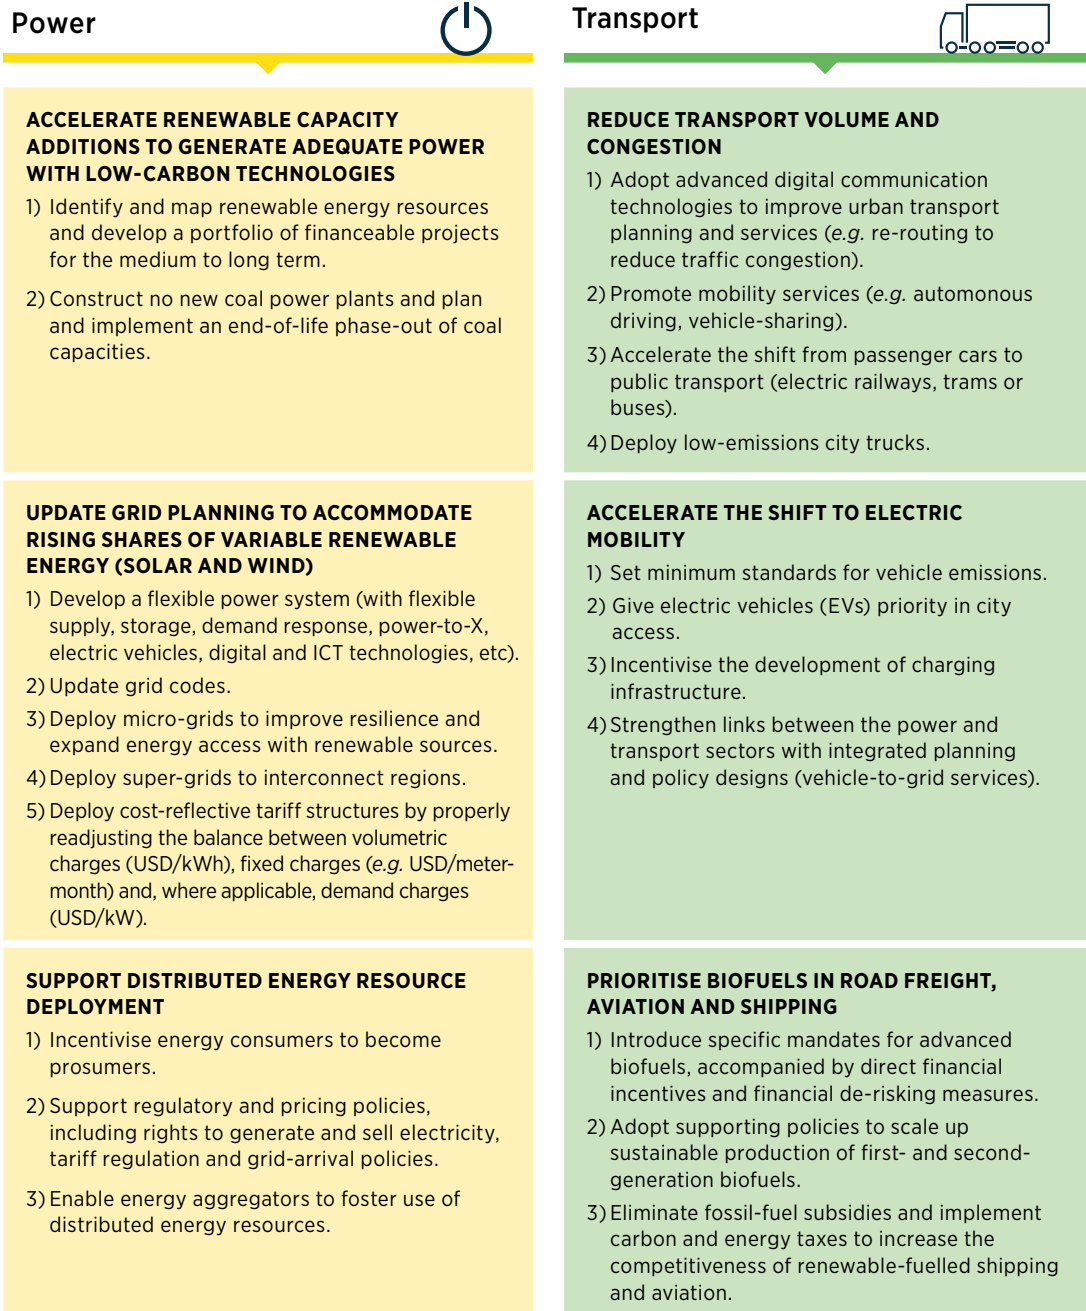 Power
ACCELERATE RENEWABLE CAPACITY
ADDITIONS TO GENERATE ADEQUATE POWER
WITH LOW-CARBON TECHNOLOGIES
1) Identify and map renewable energy resources
and develop a portfolio of financeable projects
for the medium to long term.
2) Construct no new coal power plants and plan
and implement an end-of-life phase-out of coal
capacities.
UPDATE GRID PLANNING TO ACCOMMODATE
RISING SHARES OF VARIABLE RENEWABLE
ENERGY (SOLAR AND WIND)
1) Develop a flexible power system (with flexible
supply, storage, demand response, power-to-X,
electric vehicles, digital and ICT technologies, etc).
2) Update grid codes.
3) Deploy micro-grids to improve resilience and
expand energy access with renewable sources.
4) Deploy super-grids to interconnect regions.
5) Deploy cost-reflective tariff structures by properly
readjusting the balance between volumetric
charges (USD/kWh), fixed charges (e.g. USD/meter-
month) and, where applicable, demand charges
(USD/kW).
SUPPORT DISTRIBUTED ENERGY RESOURCE
DEPLOYMENT
1) Incentivise energy consumers to become
prosumers.
2) Support regulatory and pricing policies,
including rights to generate and sell electricity,
tariff regulation and grid-arrival policies.
3) Enable energy aggregators to foster use of
distributed energy resources.
Transport
REDUCE TRANSPORT VOLUME AND
CONGESTION
1) Adopt advanced digital communication
technologies to improve urban transport
planning and services (e.g. re-routing to
reduce traffic congestion).
2) Promote mobility services (e.g. automonous
driving, vehicle-sharing).
3) Accelerate the shift from passenger cars to
public transport (electric railways, trams or
buses).
4) Deploy low-emissions city trucks.
ACCELERATE THE SHIFT TO ELECTRIC
MOBILITY
1) Set minimum standards for vehicle emissions.
2) Give electric vehicles (EVs) priority in city
access.
3) Incentivise the development of charging
infrastructure.
4) Strengthen links between the power and
transport sectors with integrated planning
and policy designs (vehicle-to-grid services).
PRIORITISE BIOFUELS IN ROAD FREIGHT,
AVIATION AND SHIPPING
1) Introduce specific mandates for advanced
biofuels, accompanied by direct financial
incentives and financial de-risking measures.
2) Adopt supporting policies to scale up
sustainable production of first- and second-
generation biofuels.
3) Eliminate fossil-fuel subsidies and implement
carbon and energy taxes to increase the
competitiveness of renewable-fuelled shipping
and aviation.